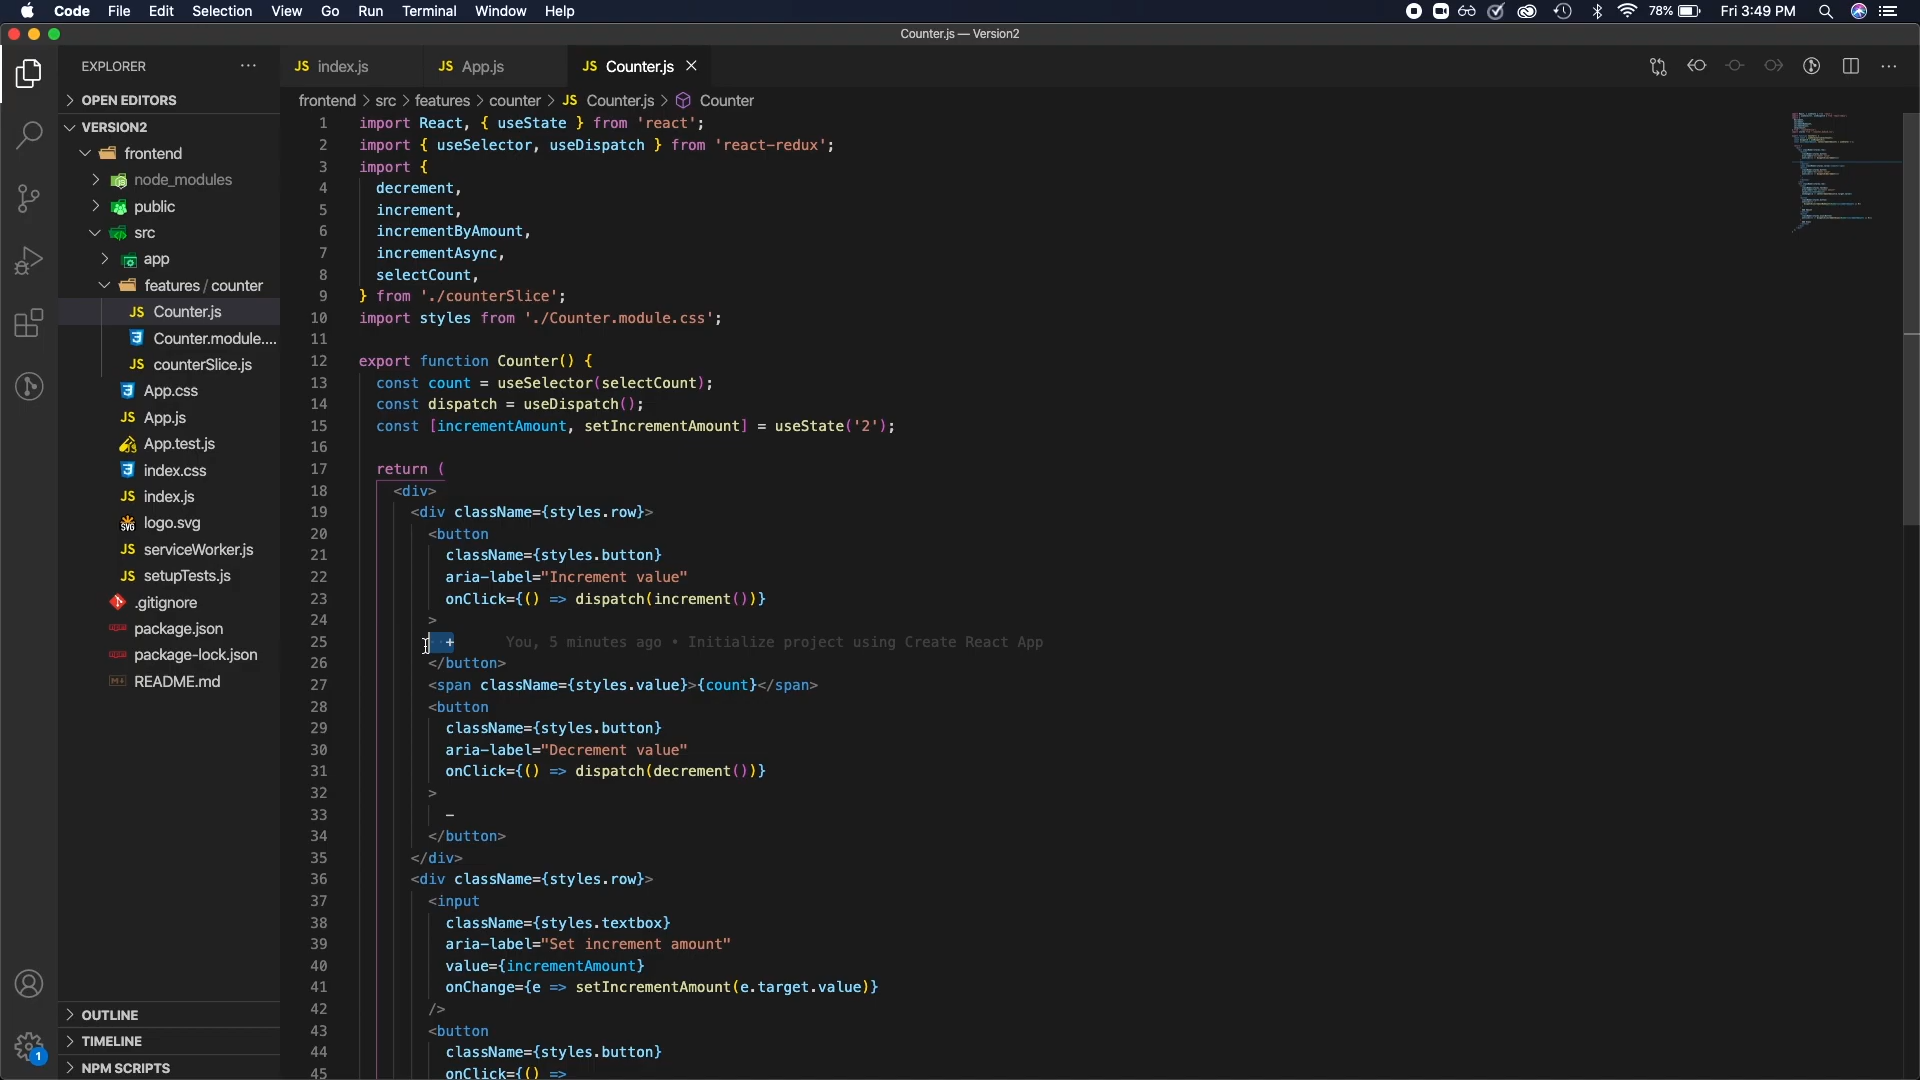 Code File Edit Selection View Go Run Terminal Window Help 78% Fri 3:49 PM
Counter.js — Version2
EXPLORER
OPEN EDITORS
VERSION2
frontend
node_modules
public
src
app
features / counter
JS Counter.js
Counter.module....
JS counterSlice.js
App.css
JS App.js
App.test.js
index.css
JS index.js
SVG logo.svg
JS serviceWorker.js
JS setupTests.js
.gitignore
package.json
package-lock.json
README.md
OUTLINE
TIMELINE
1
NPM SCRIPTS
JS index.js JS App.js JS Counter.js
frontend > src > features > counter > JS Counter.js > Counter
1 import React, { useState } from 'react';
2 import { useSelector, useDispatch } from 'react-redux';
3 import {
4 decrement,
5 increment,
6 incrementByAmount,
7 incrementAsync,
8 selectCount,
9 } from './counterSlice';
10 import styles from './Counter.module.css';
11
12 export function Counter() {
13 const count = useSelector(selectCount);
14 const dispatch = useDispatch();
15 const [incrementAmount, setIncrementAmount] = useState('2');
16
17 return (
18 <div>
19 <div className={styles.row}>
20 <button
21 className={styles.button}
22 aria-label="Increment value"
23 onClick={() => dispatch(increment())}
24 >
25 + You, 5 minutes ago • Initialize project using Create React App
26 </button>
27 <span className={styles.value}>{count}</span>
28 <button
29 className={styles.button}
30 aria-label="Decrement value"
31 onClick={() => dispatch(decrement())}
32 >
33 -
34 </button>
35 </div>
36 <div className={styles.row}>
37 <input
38 className={styles.textbox}
39 aria-label="Set increment amount"
40 value={incrementAmount}
41 onChange={e => setIncrementAmount(e.target.value)}
42 />
43 <button
44 className={styles.button}
45 onClick={() =>